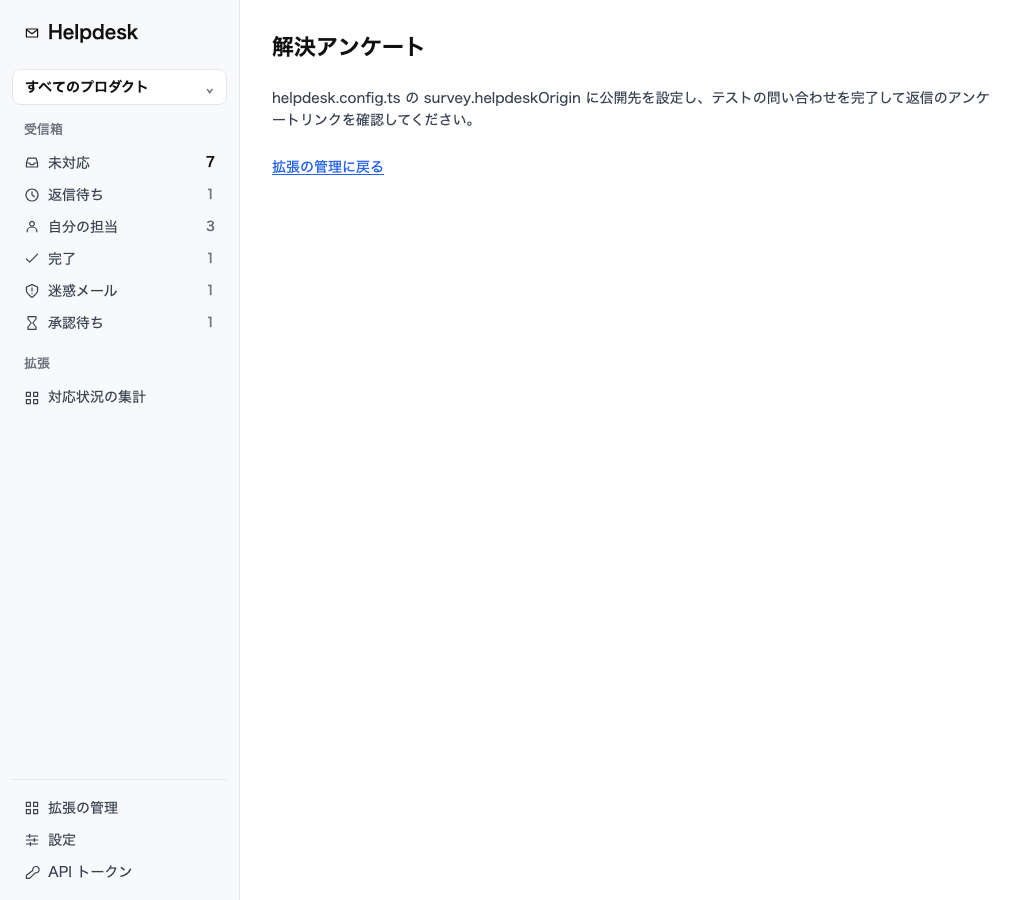 Helpdesk
すべてのプロダクト
受信箱
未対応 7
返信待ち 1
自分の担当 3
完了 1
迷惑メール 1
承認待ち 1
拡張
対応状況の集計
拡張の管理
設定
API トークン
解決アンケート
helpdesk.config.ts の survey.helpdeskOrigin に公開先を設定し、テストの問い合わせを完了して返信のアンケ
ートリンクを確認してください。
拡張の管理に戻る